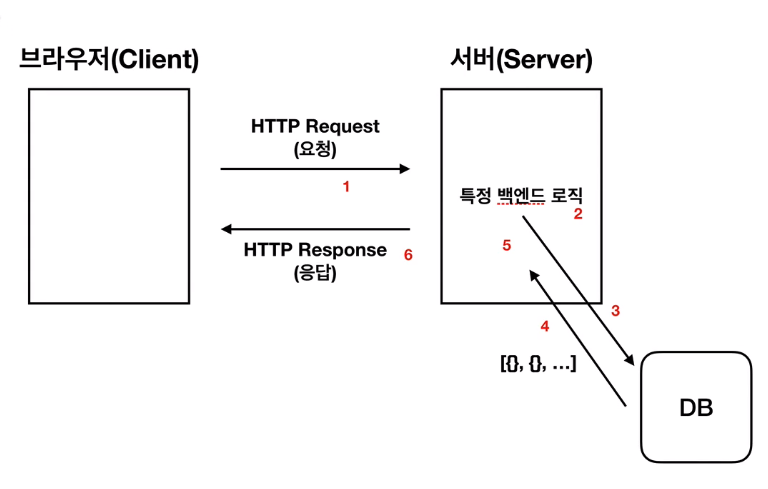 브라우저(Client)
서버(Server)
HTTP Request
(요청)
1
특정 백엔드 로직
2
HTTP Response
(응답)
6
5
3
4
[{}, {}, ...]
DB